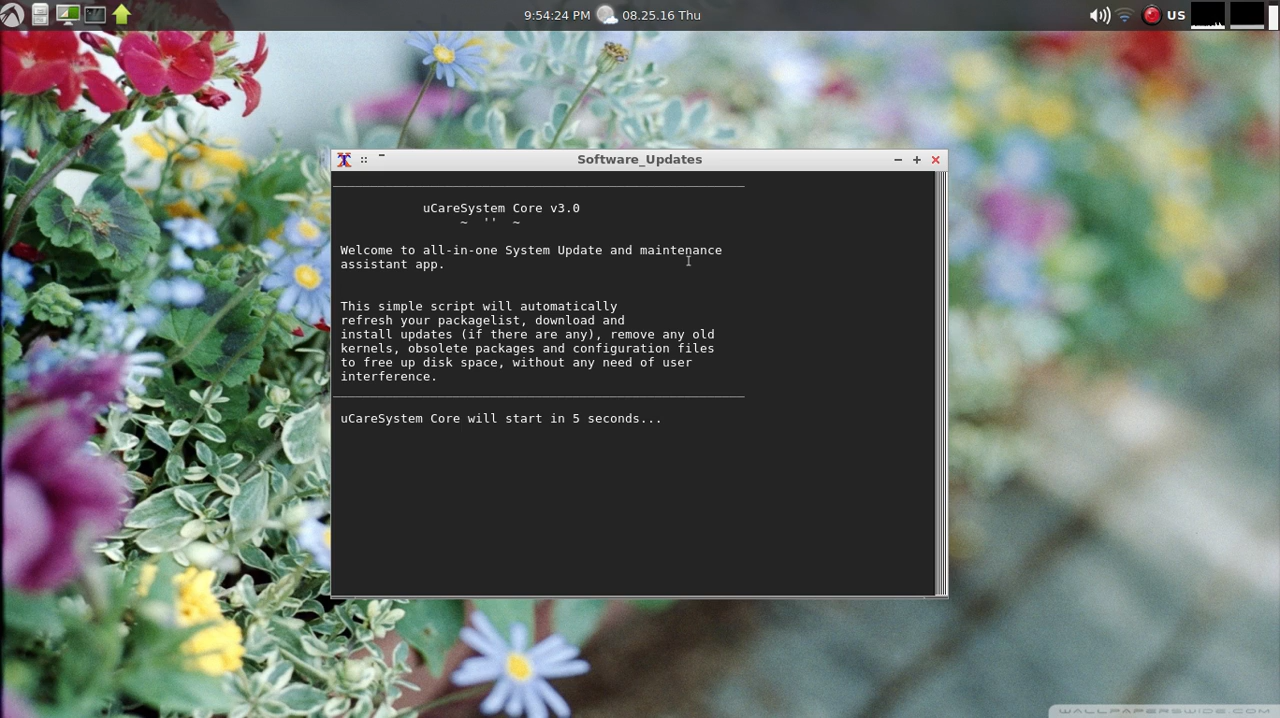 9:54:24 PM 08.25.16 Thu
US
Software_Updates
uCareSystem Core v3.0
~ '' ~
Welcome to all-in-one System Update and maintenance
assistant app.
This simple script will automatically
refresh your packagelist, download and
install updates (if there are any), remove any old
kernels, obsolete packages and configuration files
to free up disk space, without any need of user
interference.
uCareSystem Core will start in 5 seconds...
WALLPAPERSWIDE.COM